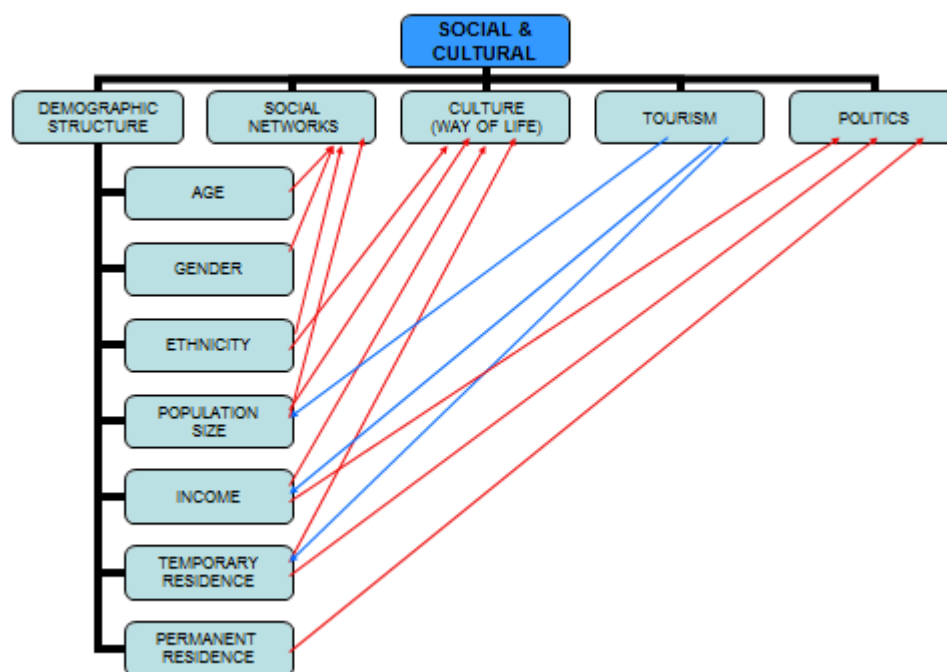 SOCIAL &
CULTURAL
DEMOGRAPHIC
STRUCTURE
SOCIAL
NETWORKS
CULTURE
(WAY OF LIFE)
TOURISM
POLITICS
AGE
GENDER
ETHNICITY
POPULATION
SIZE
INCOME
TEMPORARY
RESIDENCE
PERMANENT
RESIDENCE